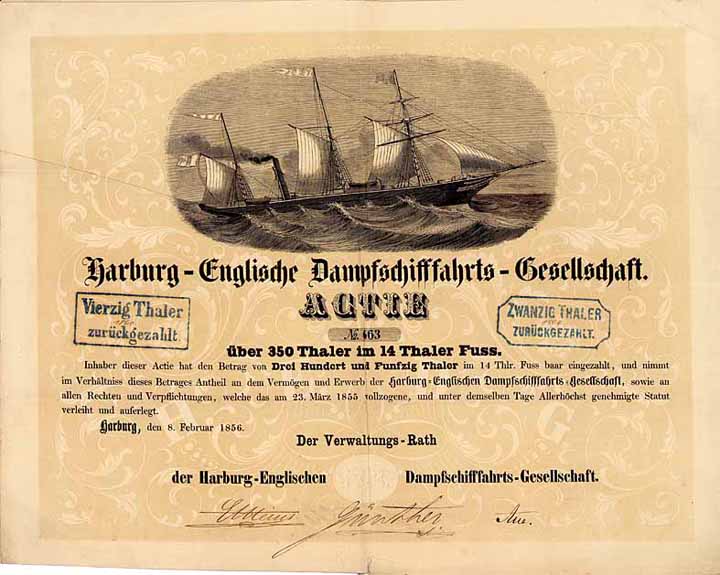 Harburg-Englische Dampfschifffahrts-Gesellschaft.
ACTIE
Vierzig Thaler
zurückgezahlt.
ZWANZIG THALER
ZURÜCKGEZAHLT.
№ 463
über 350 Thaler im 14 Thaler Fuss.
Inhaber dieser Actie hat den Betrag von Drei Hundert und Funfzig Thaler im 14 Thlr. Fuss baar eingezahlt, und nimmt
im Verhältniss dieses Betrages Antheil an dem Vermögen und Erwerb der Harburg-Englischen Dampfschifffahrts-Gesellschaft, sowie an
allen Rechten und Verpflichtungen, welche das am 23. März 1855 vollzogene, und unter demselben Tage Allerhöchst genehmigte Statut
verleiht und auferlegt.
Harburg, den 8. Februar 1856.
Der Verwaltungs-Rath
der Harburg-Englischen Dampfschifffahrts-Gesellschaft.
Günther